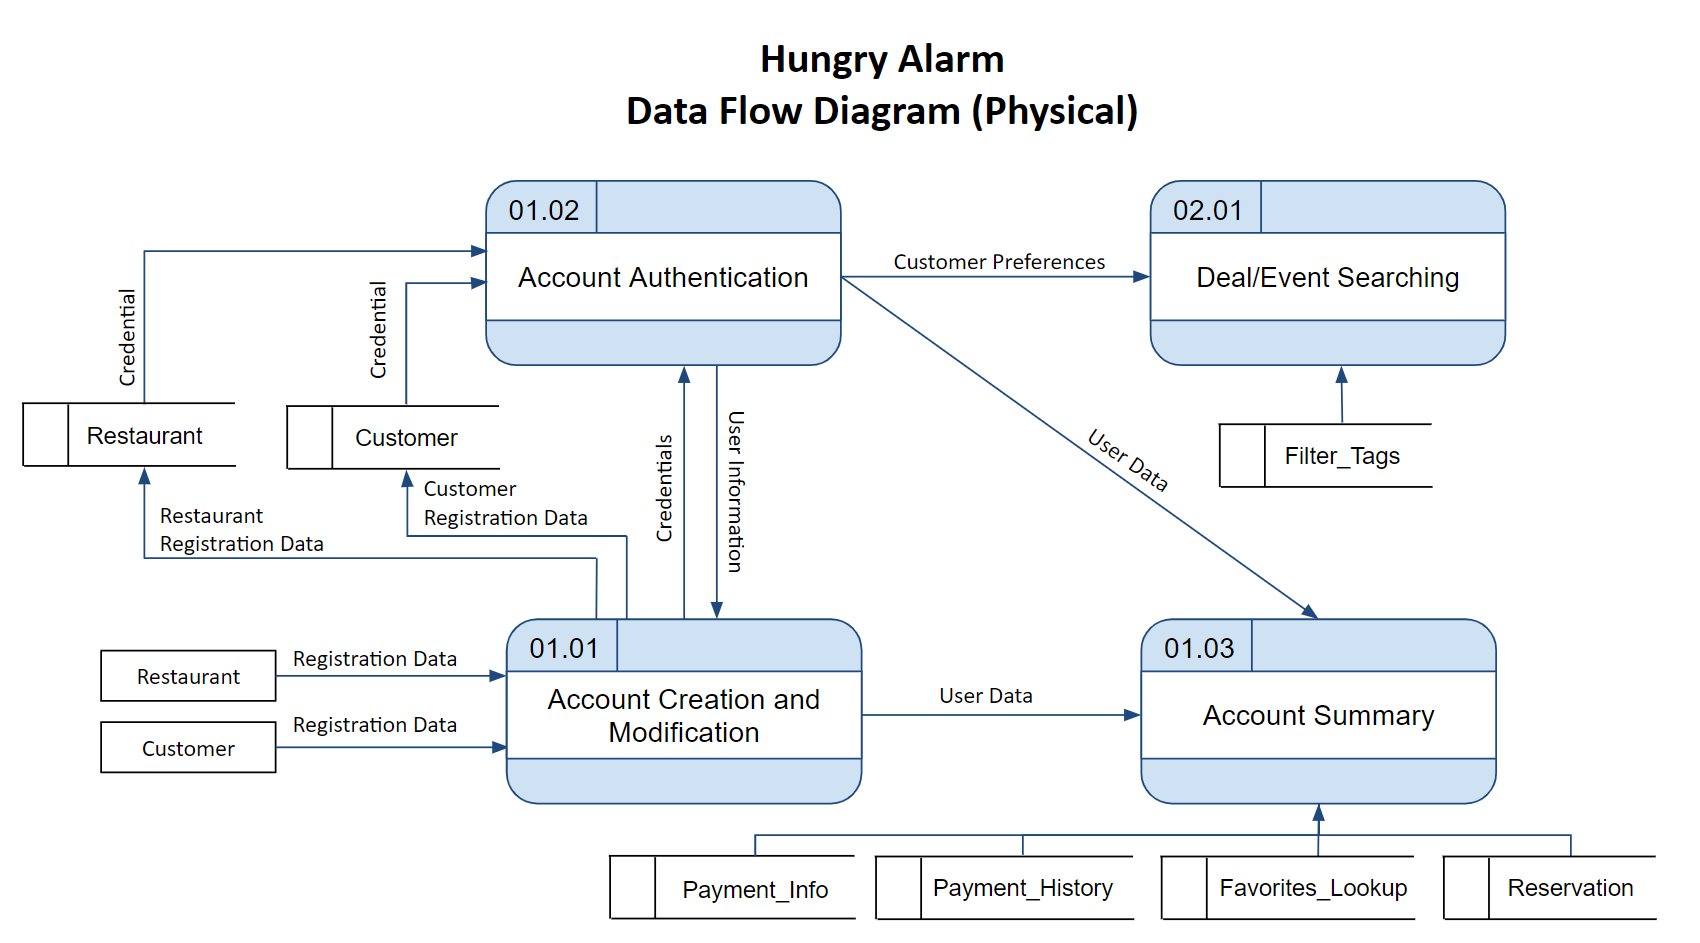 Hungry Alarm
Data Flow Diagram (Physical)
01.02
Account Authentication
02.01
Deal/Event Searching
Customer Preferences
Credential
Credential
Restaurant
Customer
Filter_Tags
User Data
Credentials
User Information
Customer
Registration Data
Restaurant
Registration Data
01.01
Account Creation and
Modification
01.03
Account Summary
Restaurant
Registration Data
Customer
Registration Data
User Data
Payment_Info
Payment_History
Favorites_Lookup
Reservation